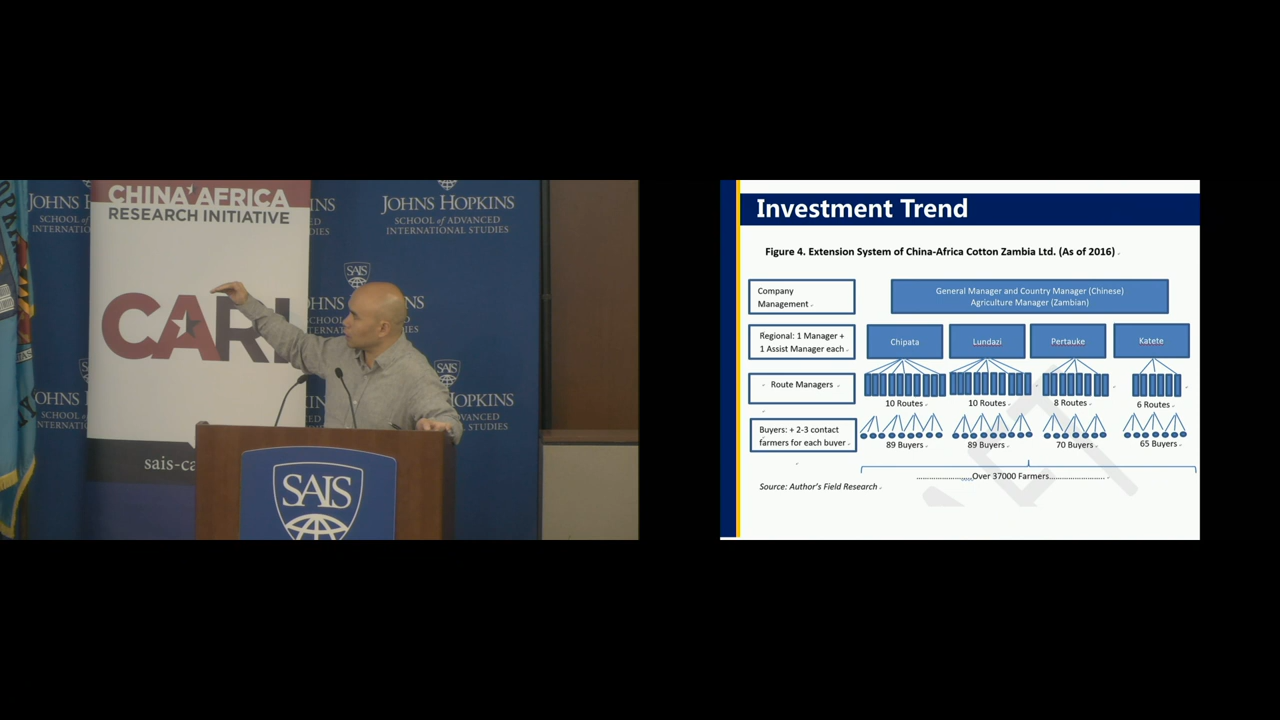 CHINA AFRICA
RESEARCH INITIATIVE
CARI
sais-ca
JOHNS HOPKINS
SCHOOL of ADVANCED
INTERNATIONAL STUDIES
SAIS
SAIS
Investment Trend
Figure 4. Extension System of China-Africa Cotton Zambia Ltd. (As of 2016)
Company
Management
General Manager and Country Manager (Chinese)
Agriculture Manager (Zambian)
Regional: 1 Manager +
1 Assist Manager each
Chipata
Lundazi
Pertauke
Katete
Route Managers
10 Routes
10 Routes
8 Routes
6 Routes
Buyers: + 2-3 contact
farmers for each buyer
89 Buyers
89 Buyers
70 Buyers
65 Buyers
Over 37000 Farmers
Source: Author's Field Research